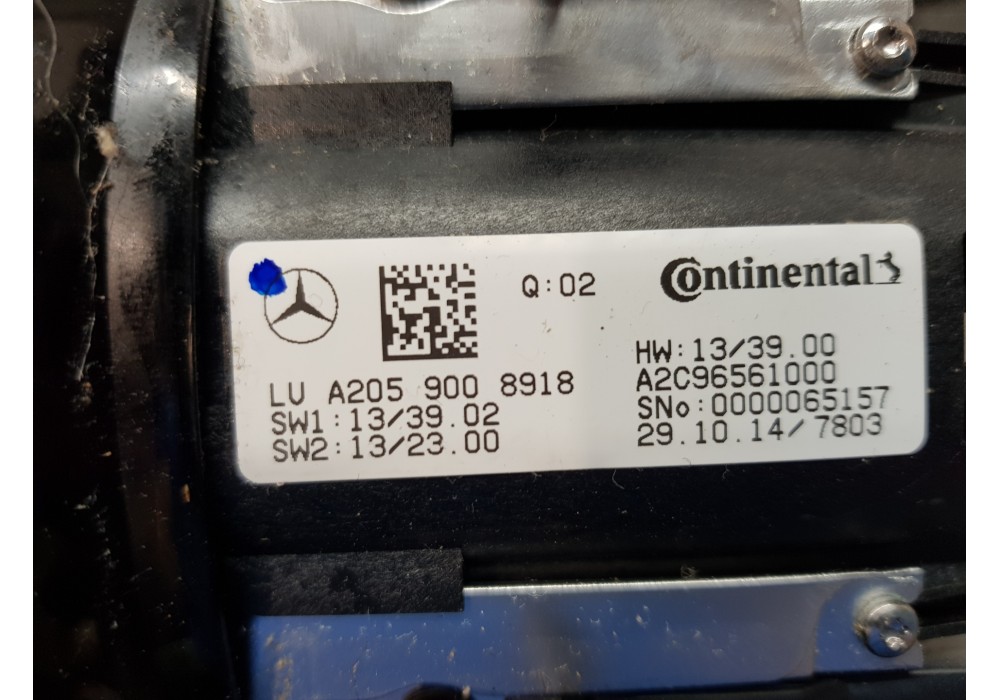 Q:02
Continental
LU A205 900 8918
SW1:13/39.02
SW2:13/23.00
HW:13/39.00
A2C96561000
SNo:0000065157
29.10.14/7803